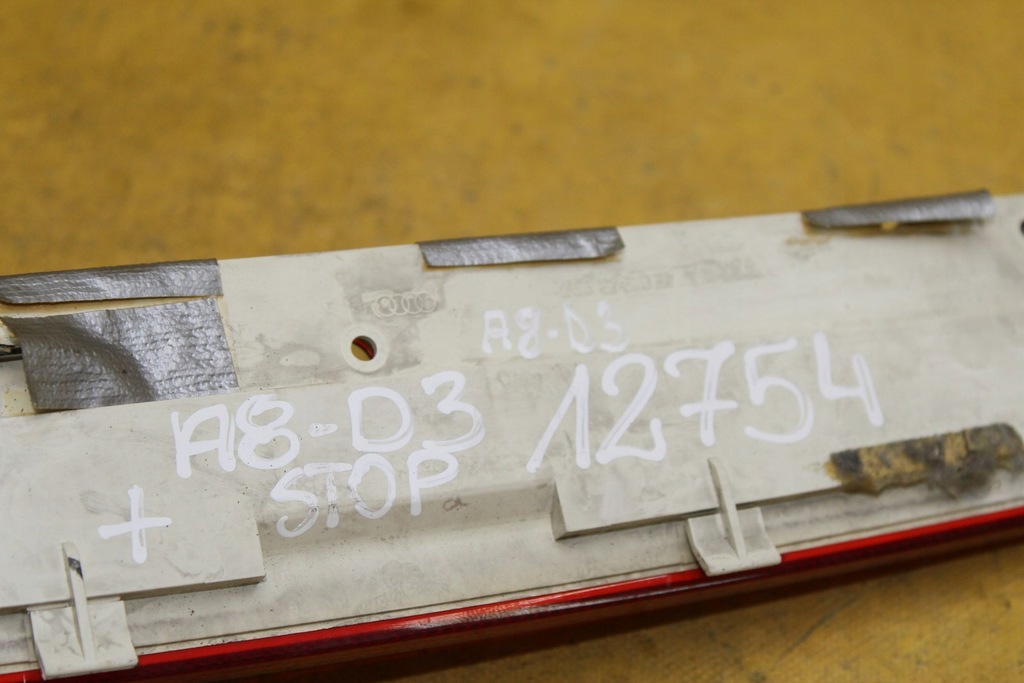 A8-D3
A8-D3 12754
STOP
+